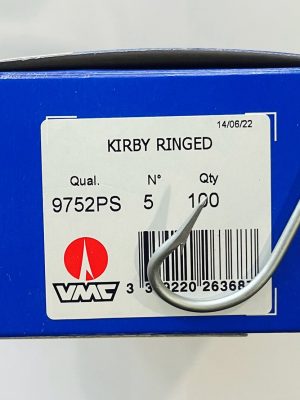 14/06/22
KIRBY RINGED
Qual. N° Qty
9752PS 5 100
VMC